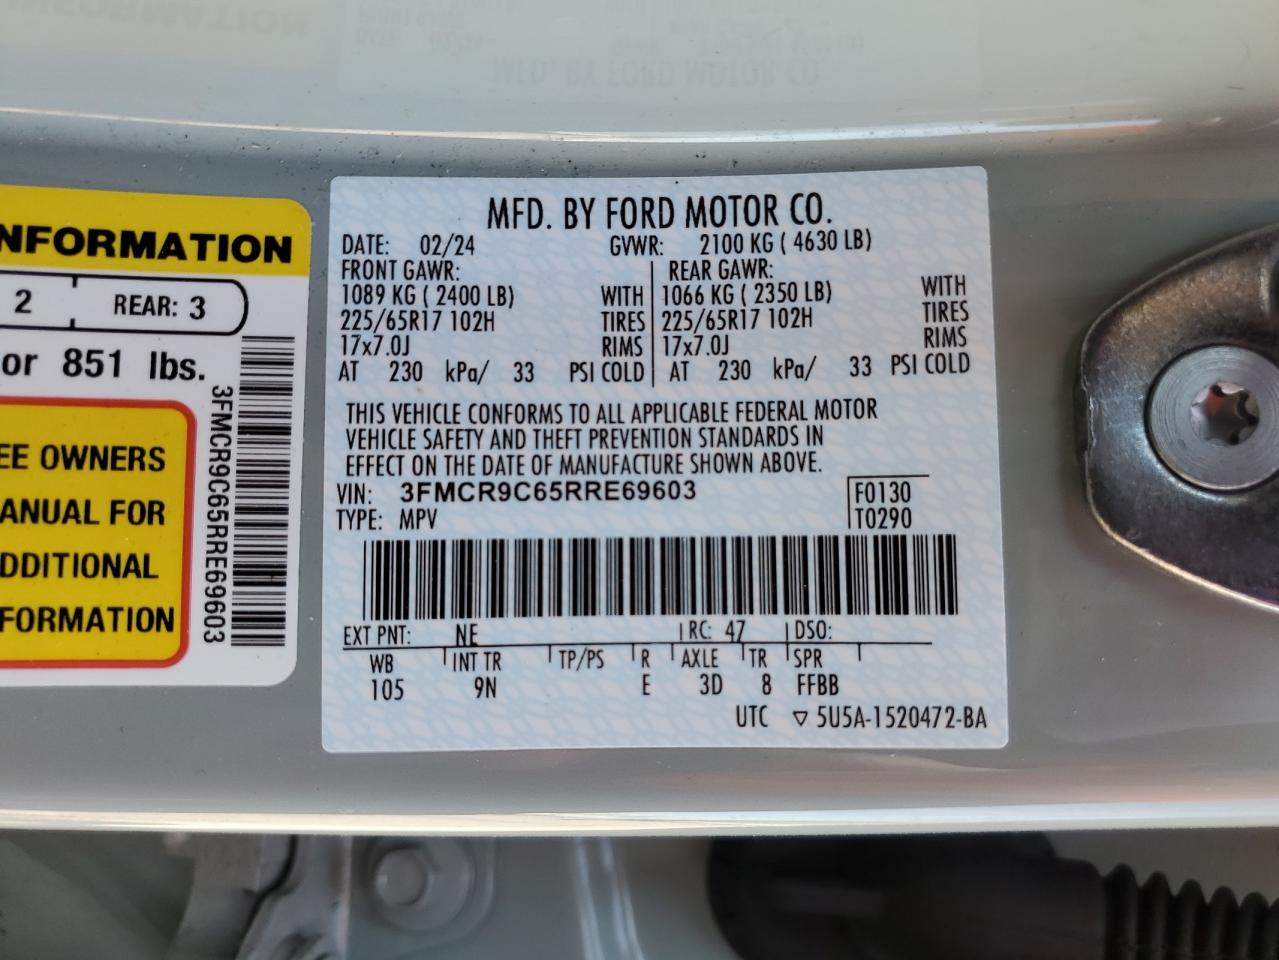 NFORMATION
2 REAR: 3
or 851 lbs.
EE OWNERS
ANUAL FOR
DDITIONAL
FORMATION
3FMCR9C65RRE69603
MFD. BY FORD MOTOR CO.
DATE: 02/24 GVWR: 2100 KG ( 4630 LB)
FRONT GAWR: REAR GAWR:
1089 KG ( 2400 LB) WITH 1066 KG ( 2350 LB) WITH
225/65R17 102H TIRES 225/65R17 102H TIRES
17x7.0J RIMS 17x7.0J RIMS
AT 230 kPa/ 33 PSI COLD AT 230 kPa/ 33 PSI COLD
THIS VEHICLE CONFORMS TO ALL APPLICABLE FEDERAL MOTOR
VEHICLE SAFETY AND THEFT PREVENTION STANDARDS IN
EFFECT ON THE DATE OF MANUFACTURE SHOWN ABOVE.
VIN: 3FMCR9C65RRE69603 F0130
TYPE: MPV T0290
EXT PNT: NE RC: 47 DSO:
WB INT TR TP/PS R AXLE TR SPR
105 9N E 3D 8 FFBB
UTC ▽ 5U5A-1520472-BA